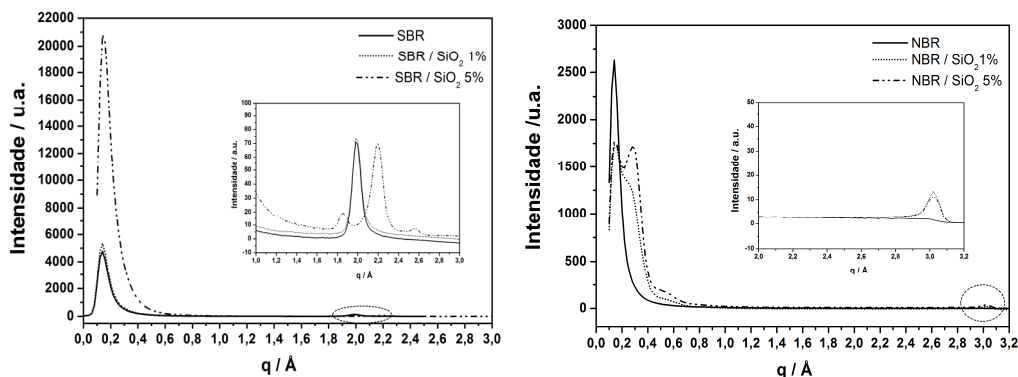 22000
20000
18000
16000
14000
12000
10000
8000
6000
4000
2000
0
Intensidade / u.a.
SBR
SBR / SiO₂ 1%
SBR / SiO₂ 5%
100
90
80
70
60
50
40
30
20
10
0
-10
Intensidade / a.u.
1,0 1,2 1,4 1,6 1,8 2,0 2,2 2,4 2,6 2,8 3,0
q / Å
0,0 0,2 0,4 0,6 0,8 1,0 1,2 1,4 1,6 1,8 2,0 2,2 2,4 2,6 2,8 3,0
q / Å
3000
2500
2000
1500
1000
500
0
Intensidade /u.a.
NBR
NBR / SiO₂1%
NBR / SiO₂ 5%
60
50
40
30
20
10
0
-10
Intensidade / a.u.
2,0 2,2 2,4 2,6 2,8 3,0 3,2
q / Å
0,0 0,2 0,4 0,6 0,8 1,0 1,2 1,4 1,6 1,8 2,0 2,2 2,4 2,6 2,8 3,0 3,2
q / Å